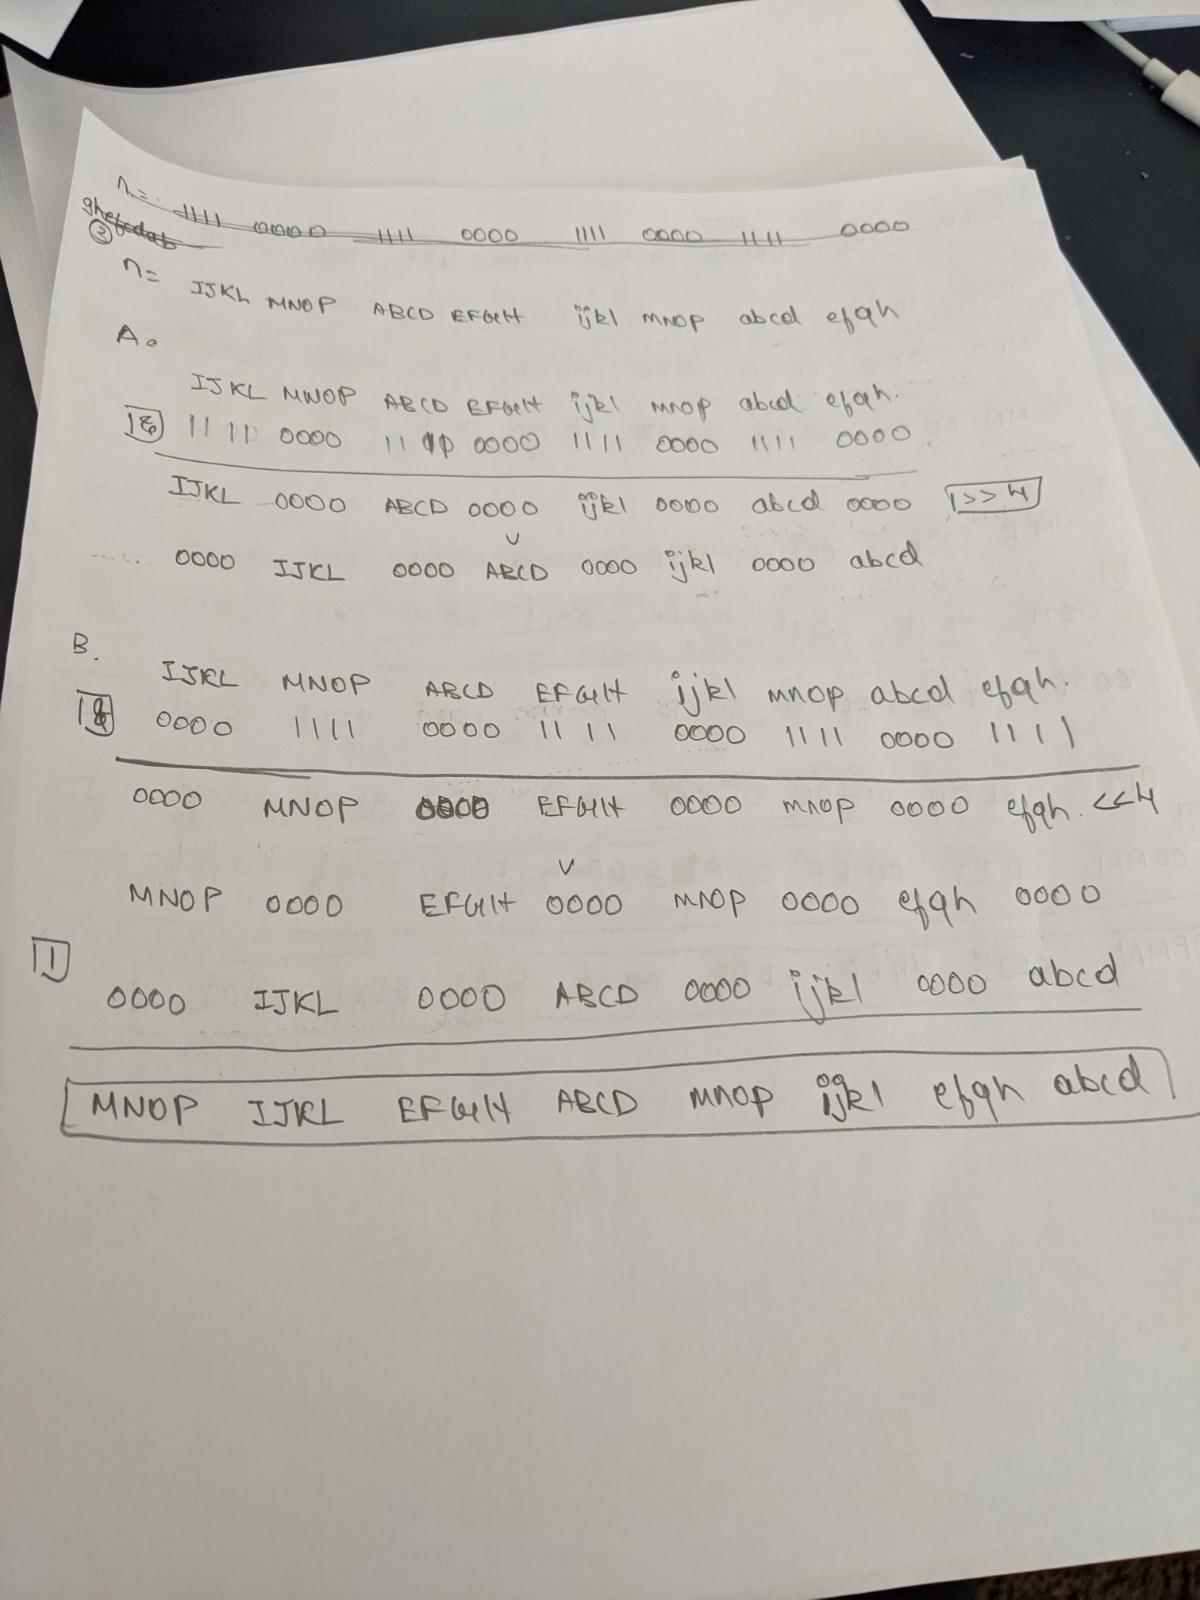 n= 1111 0000 1111 0000 1111 0000 1111 0000
ghefcdab
③
n= IJKL MNOP ABCD EFGH ijkl mnop abcd efgh
A.
IJKL MNOP ABCD EFGH ijkl mnop abcd efgh.
& 1111 0000 1111 0000 1111 0000 1111 0000
IJKL 0000 ABCD 0000 ijkl 0000 abcd 0000 >>4
0000 IJKL 0000 ABCD 0000 ijkl 0000 abcd
B.
IJKL MNOP ABCD EFGH ijkl mnop abcd efgh.
& 0000 1111 0000 1111 0000 1111 0000 1111
0000 MNOP 0000 EFGH 0000 mnop 0000 efgh. <<4
MNOP 0000 EFGH 0000 mnop 0000 efgh 0000
| 0000 IJKL 0000 ABCD 0000 ijkl 0000 abcd
MNOP IJKL EFGH ABCD mnop ijkl efgh abcd